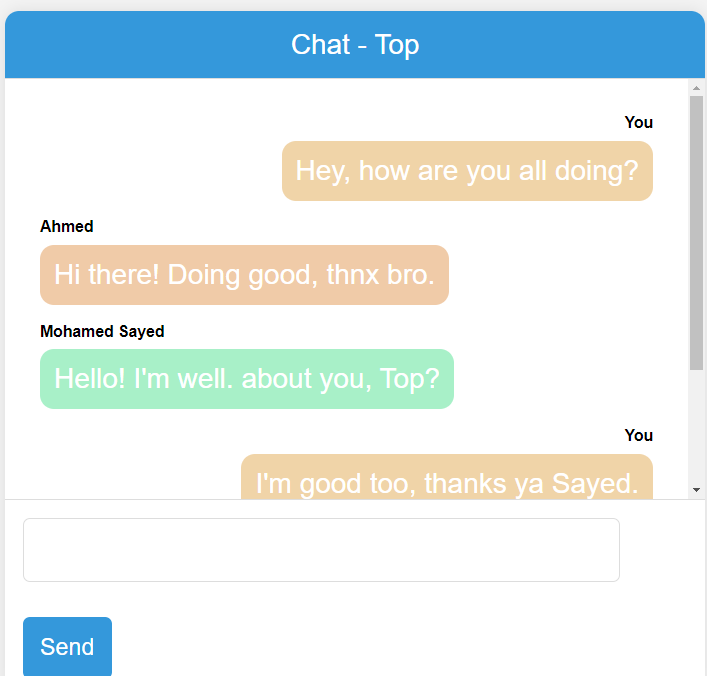 Chat - Top
You
Hey, how are you all doing?
Ahmed
Hi there! Doing good, thnx bro.
Mohamed Sayed
Hello! I'm well. about you, Top?
You
I'm good too, thanks ya Sayed.
Send